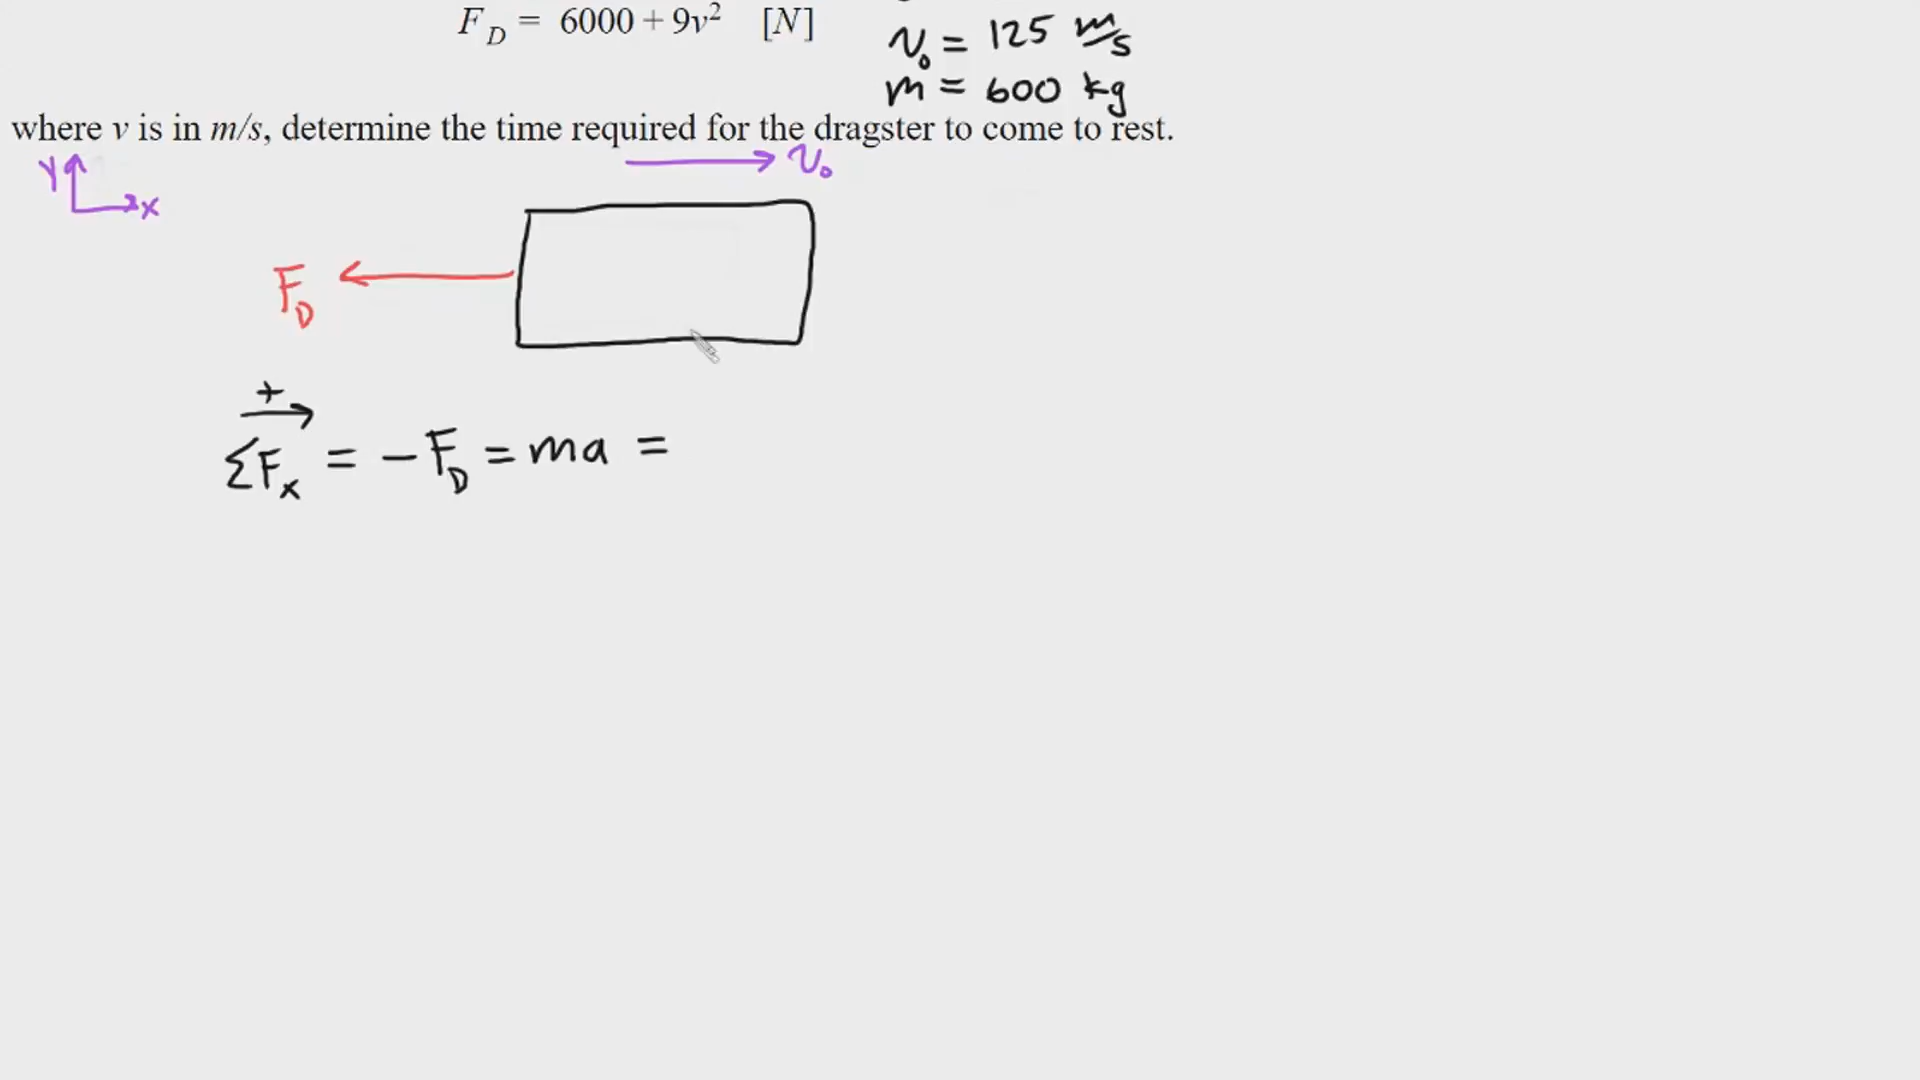 F_D = 6000 + 9v² [N]
v₀ = 125 m/s
m = 600 kg
where v is in m/s, determine the time required for the dragster to come to rest.
Y
x
v₀
F_D
+
ΣFₓ = −F_D = ma =